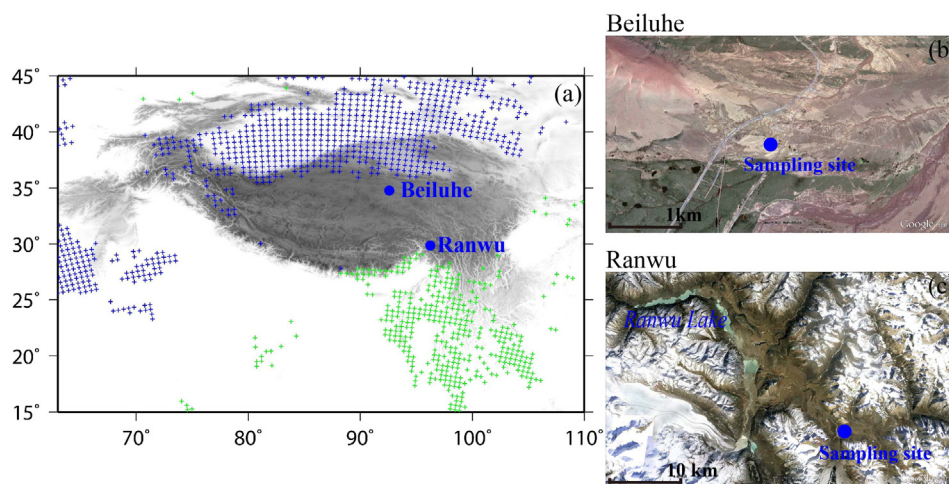 Beiluhe
(b)
Sampling site
1km
Google
45°
40°
35°
30°
25°
20°
15°
(a)
Beiluhe
Ranwu
70°
80°
90°
100°
110°
Ranwu
(c)
Ranwu Lake
Sampling site
10 km